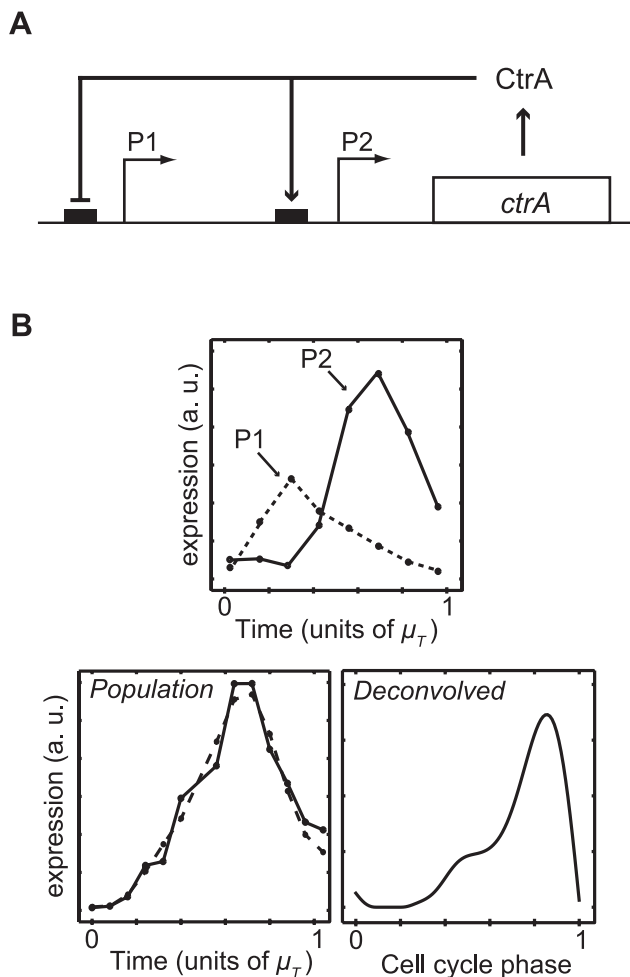 A
CtrA
P1
P2
ctrA
B
P2
P1
expression (a. u.)
0
1
Time (units of μT)
Population
Deconvolved
expression (a. u.)
0
1
0
1
Time (units of μT)
Cell cycle phase